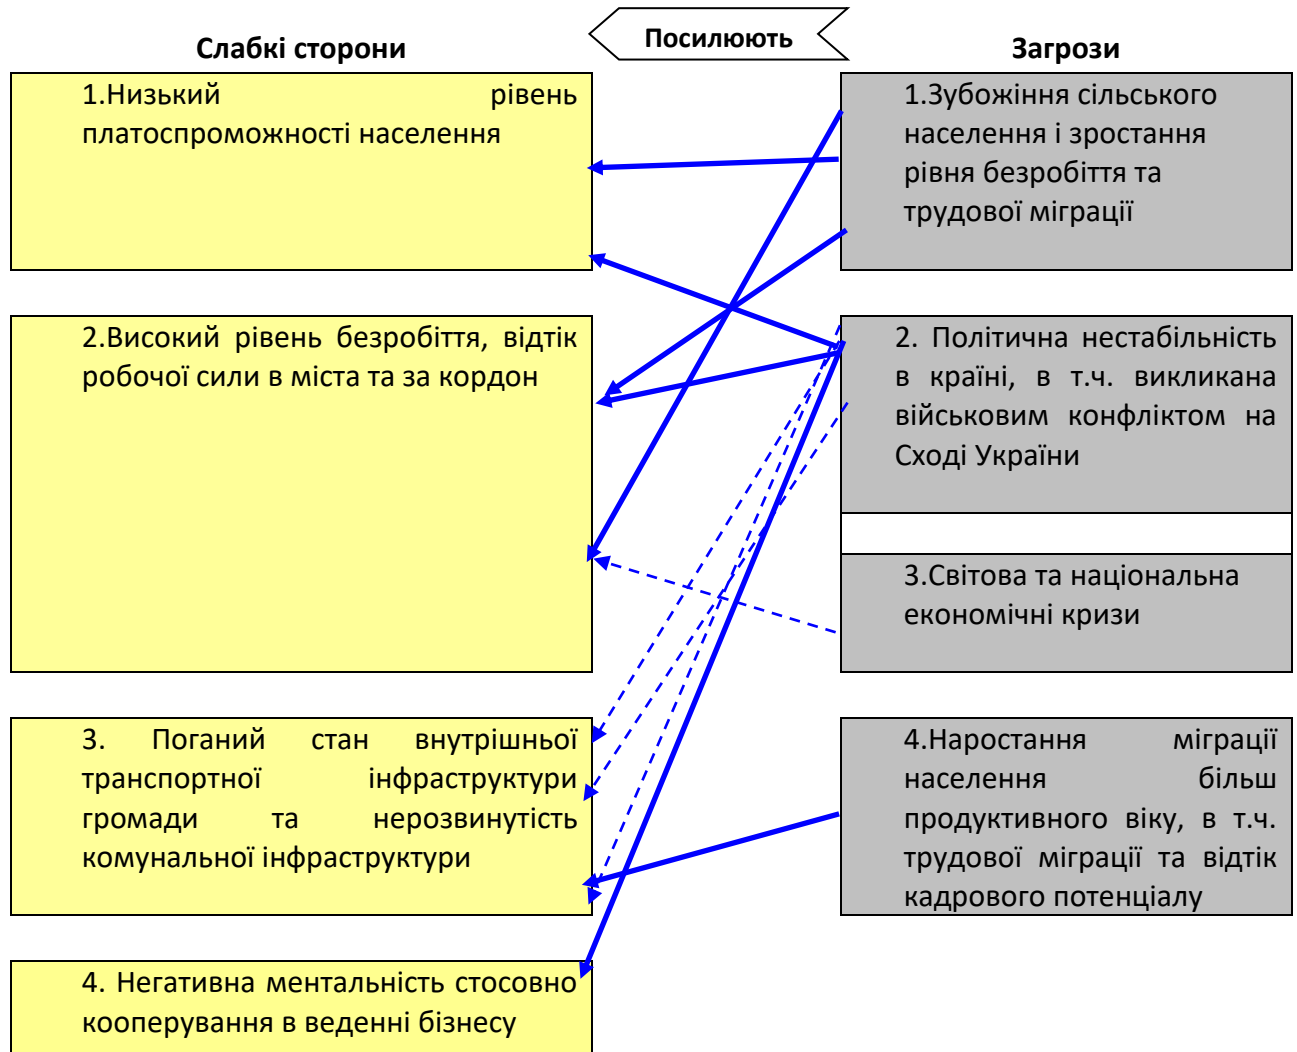 Посилюють
Слабкі сторони
Загрози
1.Низький рівень
платоспроможності населення
1.Зубожіння сільського
населення і зростання
рівня безробіття та
трудової міграції
2.Високий рівень безробіття, відтік
робочої сили в міста та за кордон
2. Політична нестабільність
в країні, в т.ч. викликана
військовим конфліктом на
Сході України
3.Світова та національна
економічні кризи
3. Поганий стан внутрішньої
транспортної інфраструктури
громади та нерозвинутість
комунальної інфраструктури
4.Наростання міграції
населення більш
продуктивного віку, в т.ч.
трудової міграції та відтік
кадрового потенціалу
4. Негативна ментальність стосовно
кооперування в веденні бізнесу